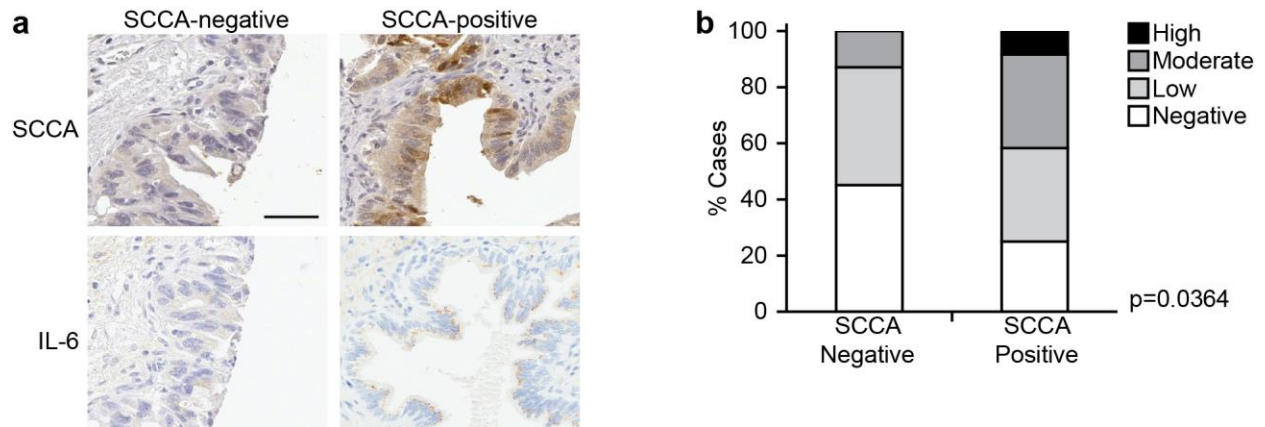 a
SCCA-negative SCCA-positive
SCCA
IL-6
b
% Cases
100
80
60
40
20
0
SCCA
Negative
SCCA
Positive
High
Moderate
Low
Negative
p=0.0364